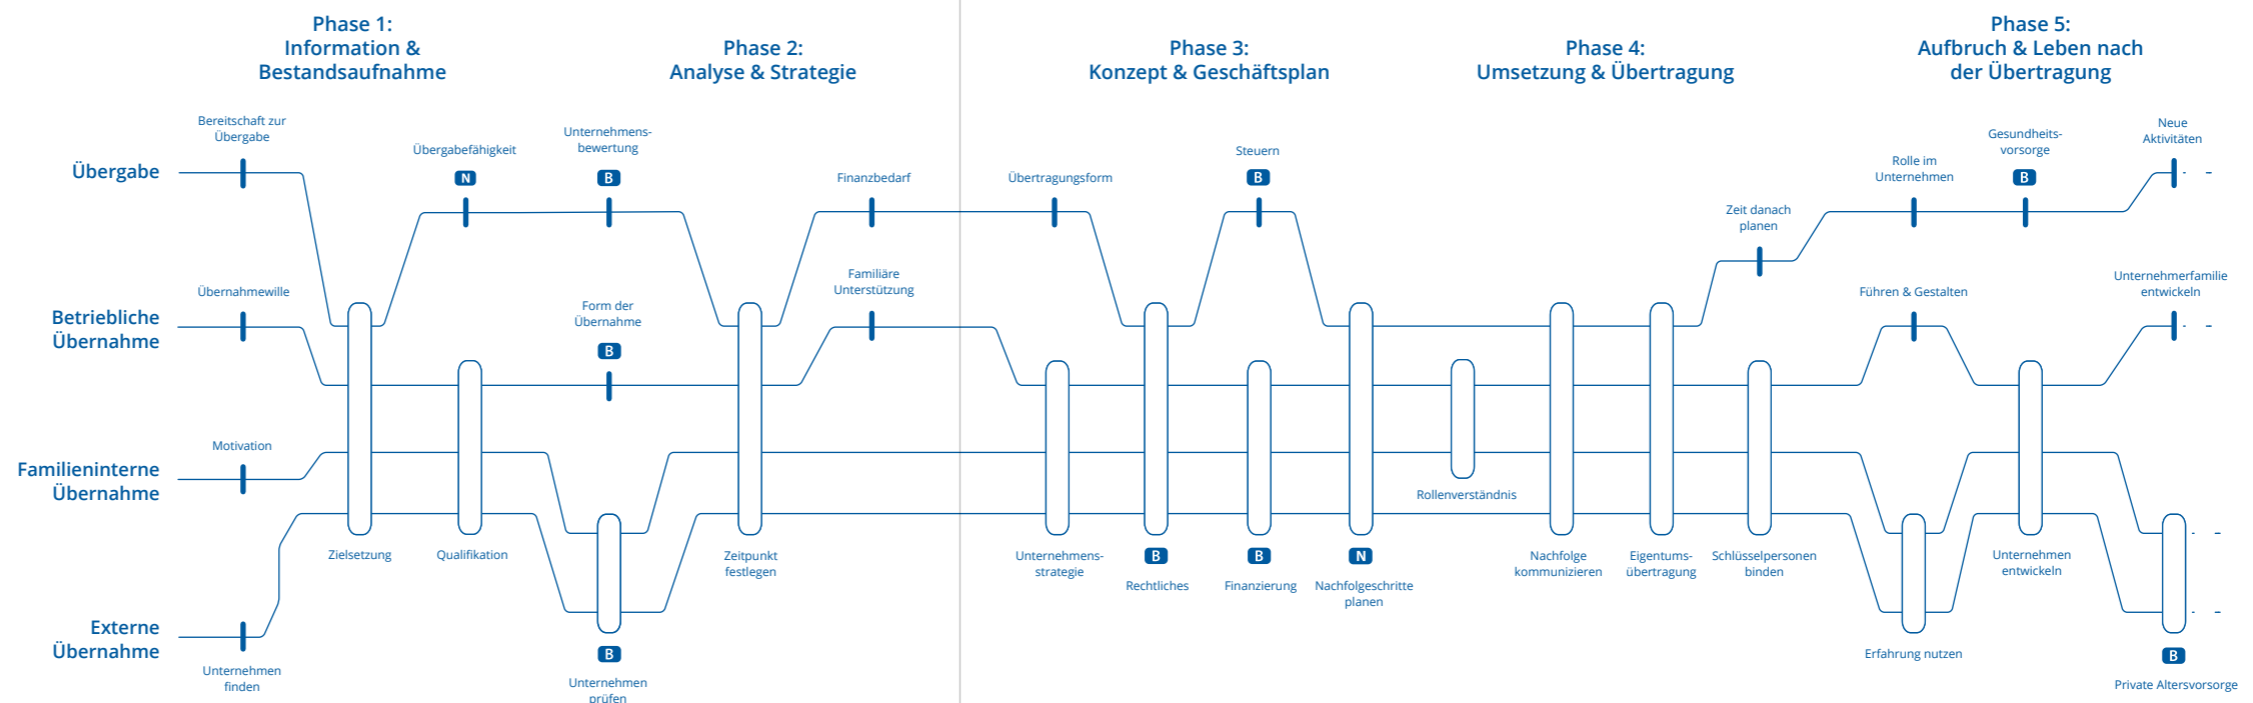 Phase 1:
Information &
Bestandsaufnahme
Phase 2:
Analyse & Strategie
Phase 3:
Konzept & Geschäftsplan
Phase 4:
Umsetzung & Übertragung
Phase 5:
Aufbruch & Leben nach
der Übertragung
Übergabe
Bereitschaft zur
Übergabe
Übergabefähigkeit
N
Unternehmens-
bewertung
B
Finanzbedarf
Übertragungsform
Steuern
B
Zeit danach
planen
Rolle im
Unternehmen
Gesundheits-
vorsorge
B
Neue
Aktivitäten
Betriebliche
Übernahme
Übernahmewille
Form der
Übernahme
B
Familiäre
Unterstützung
Führen & Gestalten
Unternehmerfamilie
entwickeln
Familieninterne
Übernahme
Motivation
Rollenverständnis
Zielsetzung
Qualifikation
Zeitpunkt
festlegen
Unternehmens-
strategie
B
Rechtliches
B
Finanzierung
N
Nachfolgeschritte
planen
Nachfolge
kommunizieren
Eigentums-
übertragung
Schlüsselpersonen
binden
Unternehmen
entwickeln
Externe
Übernahme
Unternehmen
finden
B
Unternehmen
prüfen
Erfahrung nutzen
B
Private Altersvorsorge